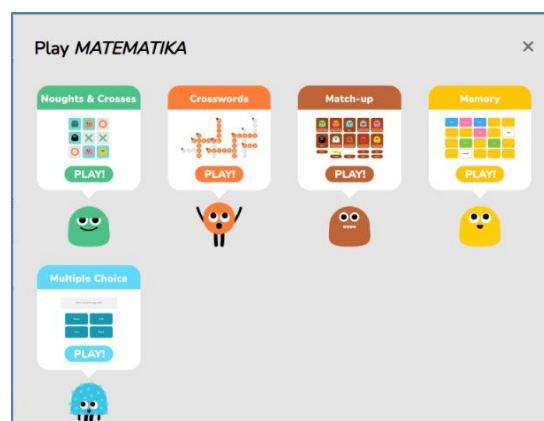 Play MATEMATIKA
Noughts & Crosses
PLAY!
Crosswords
PLAY!
Match-up
PLAY!
Memory
PLAY!
Multiple Choice
PLAY!